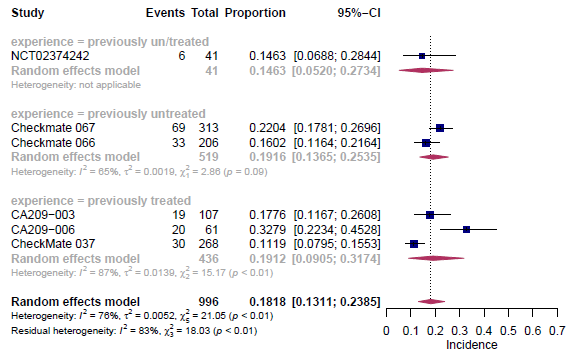 Study Events Total Proportion 95%−CI
experience = previously un/treated
NCT02374242 6 41 0.1463 [0.0688; 0.2844]
Random effects model 41 0.1463 [0.0520; 0.2734]
Heterogeneity: not applicable
experience = previously untreated
Checkmate 067 69 313 0.2204 [0.1781; 0.2696]
Checkmate 066 33 206 0.1602 [0.1164; 0.2164]
Random effects model 519 0.1916 [0.1365; 0.2535]
Heterogeneity: I² = 65%, τ² = 0.0019, χ²₁ = 2.86 (p = 0.09)
experience = previously treated
CA209−003 19 107 0.1776 [0.1167; 0.2608]
CA209−006 20 61 0.3279 [0.2234; 0.4528]
CheckMate 037 30 268 0.1119 [0.0795; 0.1553]
Random effects model 436 0.1912 [0.0905; 0.3174]
Heterogeneity: I² = 87%, τ² = 0.0139, χ²₂ = 15.17 (p < 0.01)
Random effects model 996 0.1818 [0.1311; 0.2385]
Heterogeneity: I² = 76%, τ² = 0.0052, χ²₅ = 21.05 (p < 0.01)
Residual heterogeneity: I² = 83%, χ²₃ = 18.03 (p < 0.01)
0 0.1 0.2 0.3 0.4 0.5 0.6 0.7
Incidence